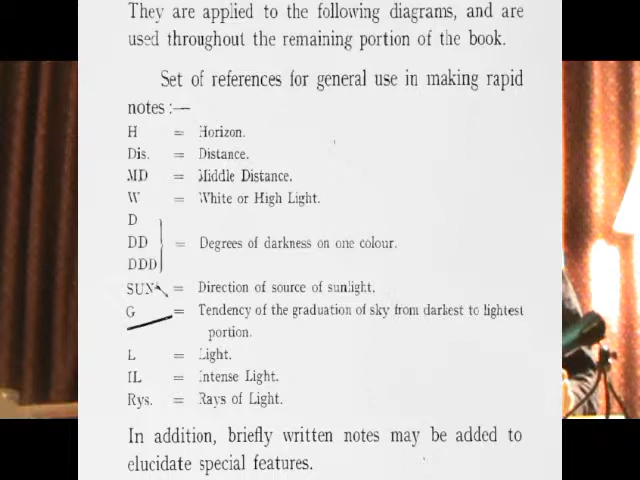 They are applied to the following diagrams, and are
used throughout the remaining portion of the book.
Set of references for general use in making rapid
notes :—
H = Horizon.
Dis. = Distance.
MD = Middle Distance.
W = White or High Light.
D
DD = Degrees of darkness on one colour.
DDD
SUN = Direction of source of sunlight.
G = Tendency of the graduation of sky from darkest to lightest
portion.
L = Light.
IL = Intense Light.
Rys. = Rays of Light.
In addition, briefly written notes may be added to
elucidate special features.